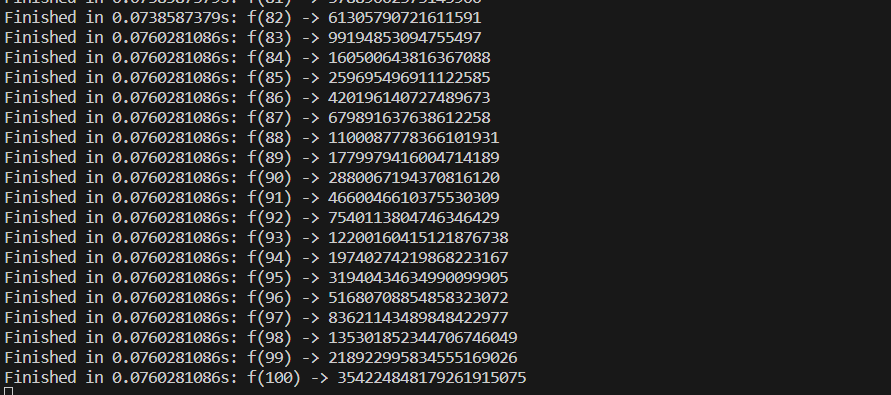 Finished in 0.0738587379s: f(82) -> 61305790721611591
Finished in 0.0760281086s: f(83) -> 99194853094755497
Finished in 0.0760281086s: f(84) -> 160500643816367088
Finished in 0.0760281086s: f(85) -> 259695496911122585
Finished in 0.0760281086s: f(86) -> 420196140727489673
Finished in 0.0760281086s: f(87) -> 679891637638612258
Finished in 0.0760281086s: f(88) -> 1100087778366101931
Finished in 0.0760281086s: f(89) -> 1779979416004714189
Finished in 0.0760281086s: f(90) -> 2880067194370816120
Finished in 0.0760281086s: f(91) -> 4660046610375530309
Finished in 0.0760281086s: f(92) -> 7540113804746346429
Finished in 0.0760281086s: f(93) -> 12200160415121876738
Finished in 0.0760281086s: f(94) -> 19740274219868223167
Finished in 0.0760281086s: f(95) -> 31940434634990099905
Finished in 0.0760281086s: f(96) -> 51680708854858323072
Finished in 0.0760281086s: f(97) -> 83621143489848422977
Finished in 0.0760281086s: f(98) -> 135301852344706746049
Finished in 0.0760281086s: f(99) -> 218922995834555169026
Finished in 0.0760281086s: f(100) -> 354224848179261915075